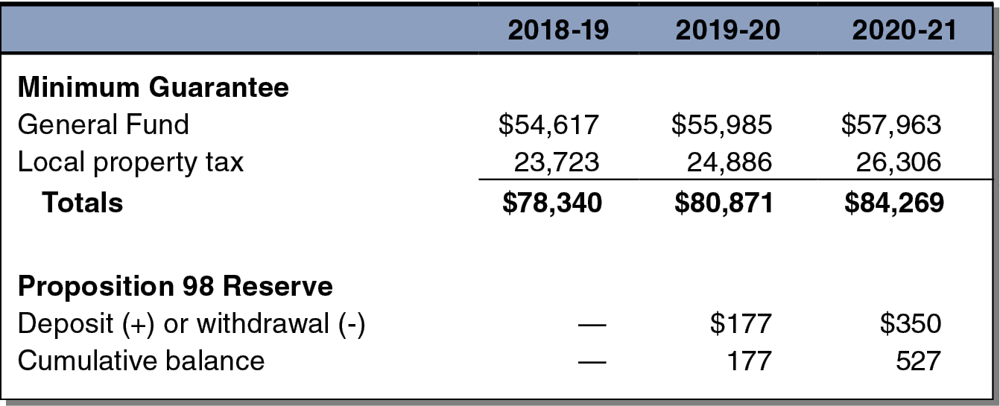 2018-19 2019-20 2020-21
Minimum Guarantee
General Fund $54,617 $55,985 $57,963
Local property tax 23,723 24,886 26,306
Totals $78,340 $80,871 $84,269
Proposition 98 Reserve
Deposit (+) or withdrawal (-) — $177 $350
Cumulative balance — 177 527